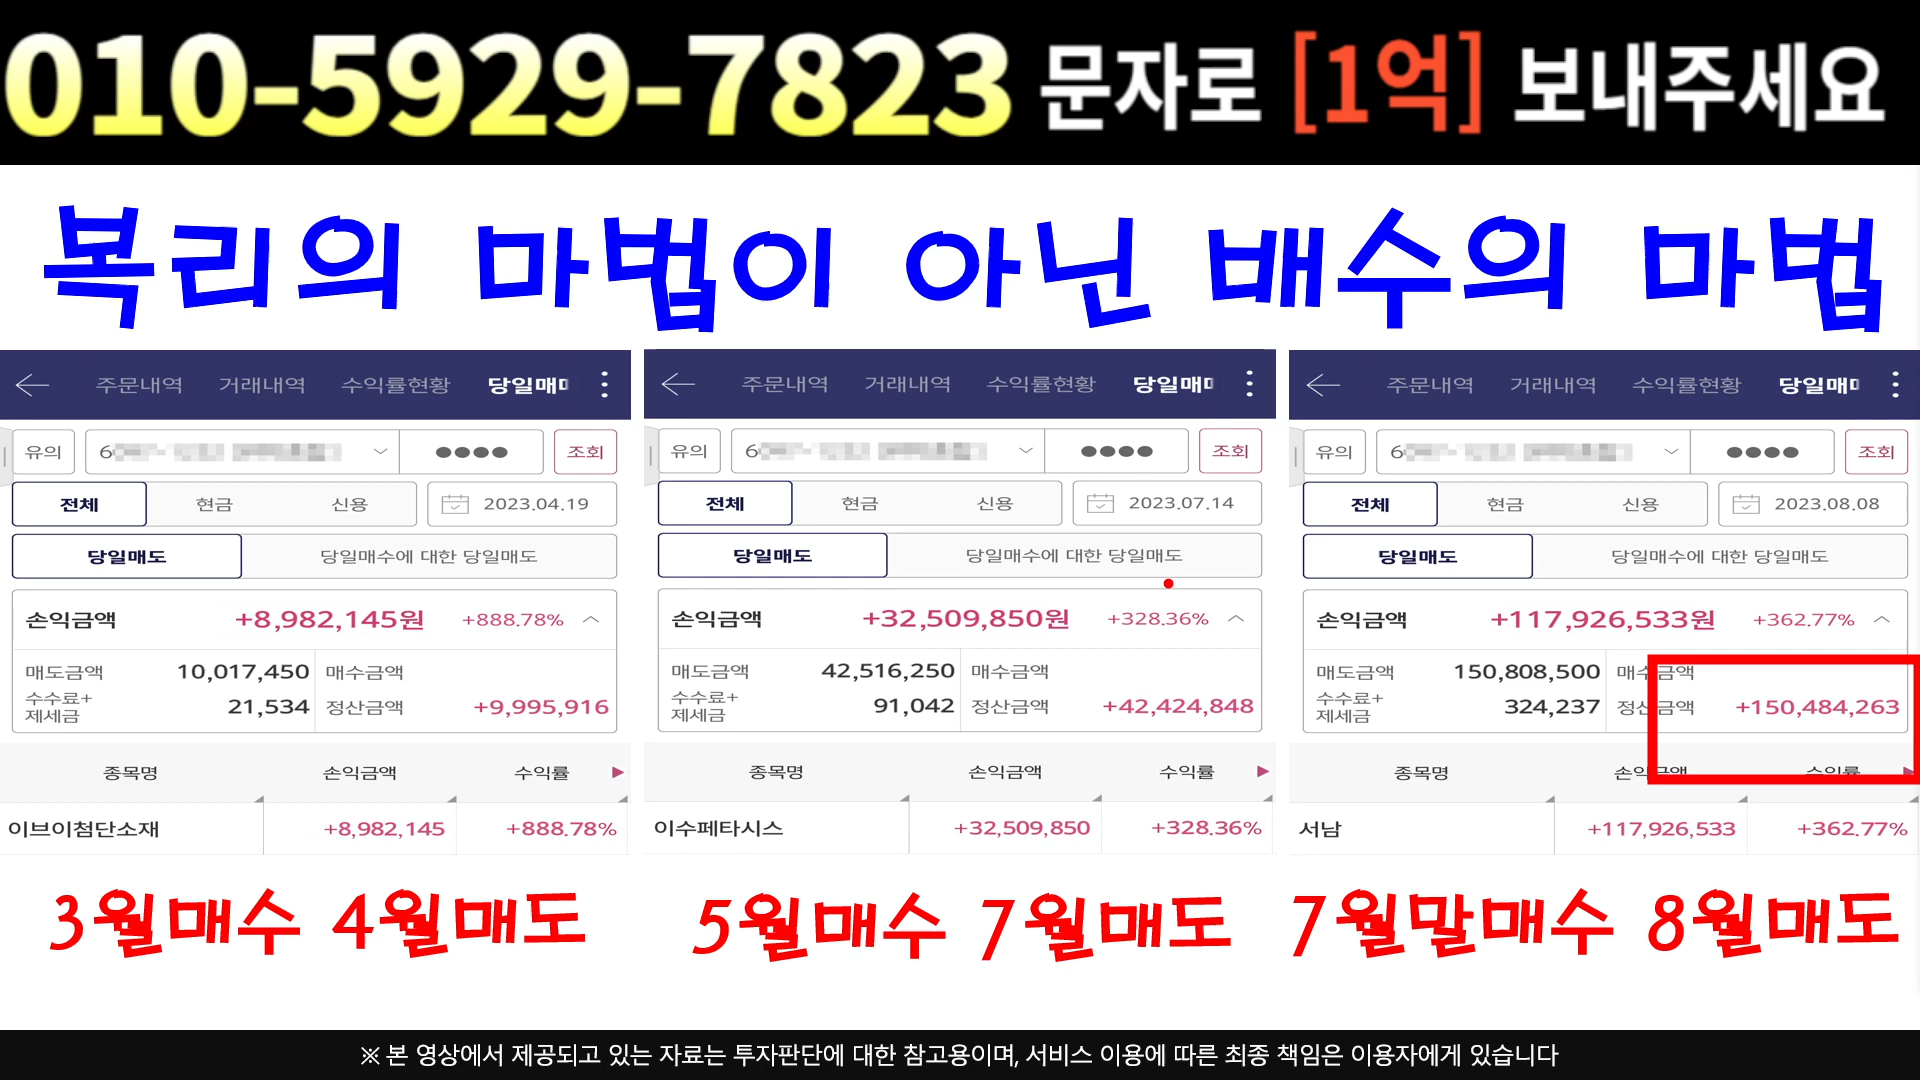 010-5929-7823 문자로 [1억] 보내주세요
복리의 마법이 아닌 배수의 마법
주문내역 거래내역 수익률현황 당일매
유의 6 ●●●● 조회
전체 현금 신용 2023.04.19
당일매도 당일매수에 대한 당일매도
손익금액 +8,982,145원 +888.78%
매도금액 10,017,450 매수금액
수수료+
제세금 21,534 정산금액 +9,995,916
종목명 손익금액 수익률
이브이첨단소재 +8,982,145 +888.78%
3월매수 4월매도
주문내역 거래내역 수익률현황 당일매
유의 6 ●●●● 조회
전체 현금 신용 2023.07.14
당일매도 당일매수에 대한 당일매도
손익금액 +32,509,850원 +328.36%
매도금액 42,516,250 매수금액
수수료+
제세금 91,042 정산금액 +42,424,848
종목명 손익금액 수익률
이수페타시스 +32,509,850 +328.36%
5월매수 7월매도
주문내역 거래내역 수익률현황 당일매
유의 6 ●●●● 조회
전체 현금 신용 2023.08.08
당일매도 당일매수에 대한 당일매도
손익금액 +117,926,533원 +362.77%
매도금액 150,808,500 매수금액
수수료+
제세금 324,237 정산금액 +150,484,263
종목명 손익금액 수익률
서남 +117,926,533 +362.77%
7월말매수 8월매도
※ 본 영상에서 제공되고 있는 자료는 투자판단에 대한 참고용이며, 서비스 이용에 따른 최종 책임은 이용자에게 있습니다